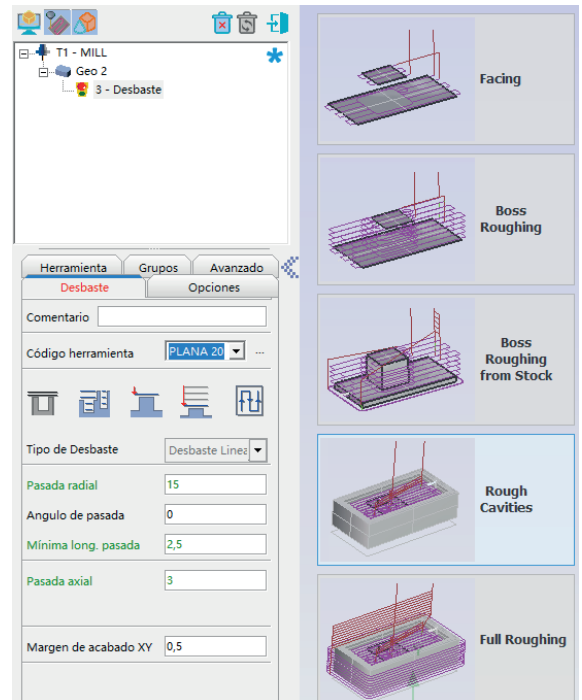 T1 - MILL
Geo 2
3 - Desbaste
Herramienta
Grupos
Avanzado
Desbaste
Opciones
Comentario
Código herramienta
PLANA 20
...
Tipo de Desbaste
Desbaste Linea
Pasada radial
15
Angulo de pasada
0
Mínima long. pasada
2,5
Pasada axial
3
Margen de acabado XY
0,5
Facing
Boss
Roughing
Boss
Roughing
from Stock
Rough
Cavities
Full Roughing